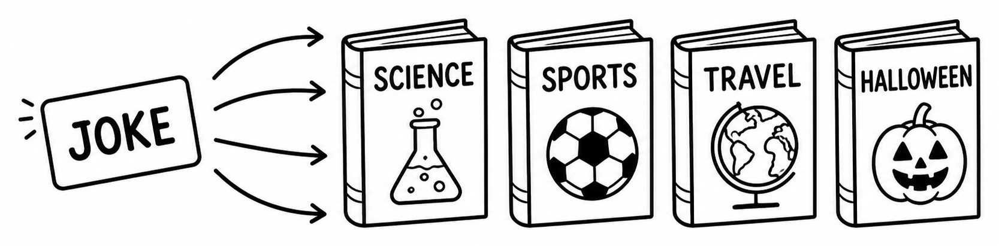 JOKE
SCIENCE
SPORTS
TRAVEL
HALLOWEEN